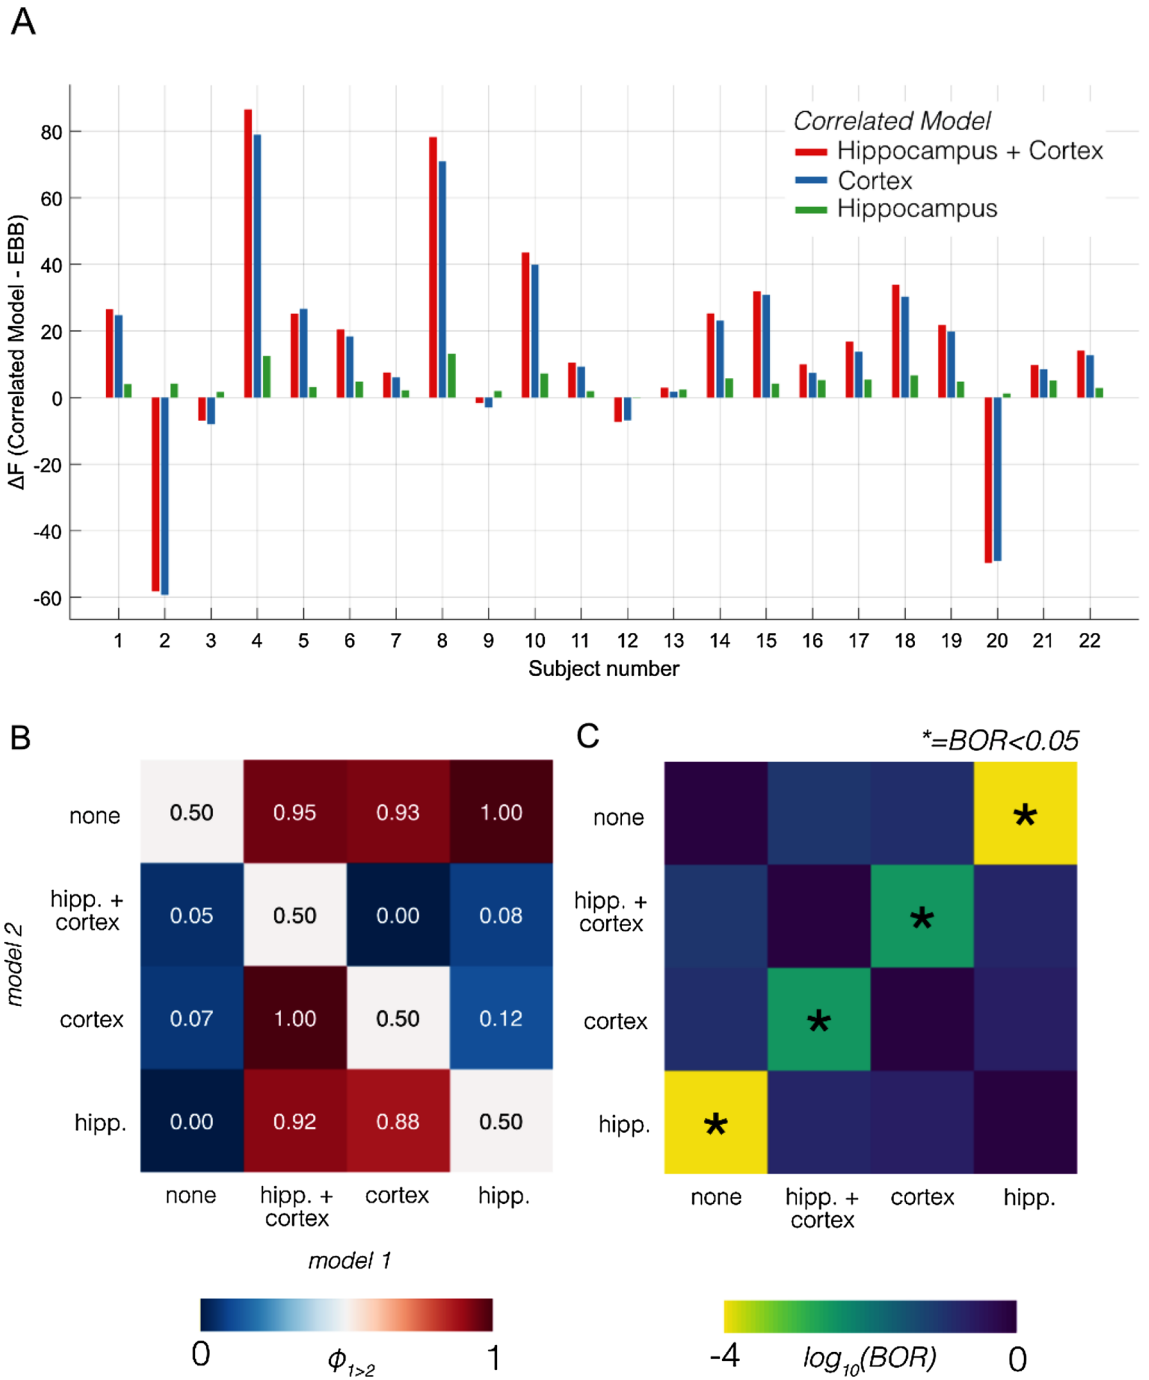 A
Correlated Model
Hippocampus + Cortex
Cortex
Hippocampus
ΔF (Correlated Model - EBB)
80
60
40
20
0
-20
-40
-60
1 2 3 4 5 6 7 8 9 10 11 12 13 14 15 16 17 18 19 20 21 22
Subject number
B
model 2
none 0.50 0.95 0.93 1.00
hipp. +
cortex 0.05 0.50 0.00 0.08
cortex 0.07 1.00 0.50 0.12
hipp. 0.00 0.92 0.88 0.50
none hipp. + cortex hipp.
cortex
model 1
0 ϕ1>2 1
C
*=BOR<0.05
none *
hipp. +
cortex *
cortex *
hipp. *
none hipp. + cortex hipp.
cortex
-4 log10(BOR) 0